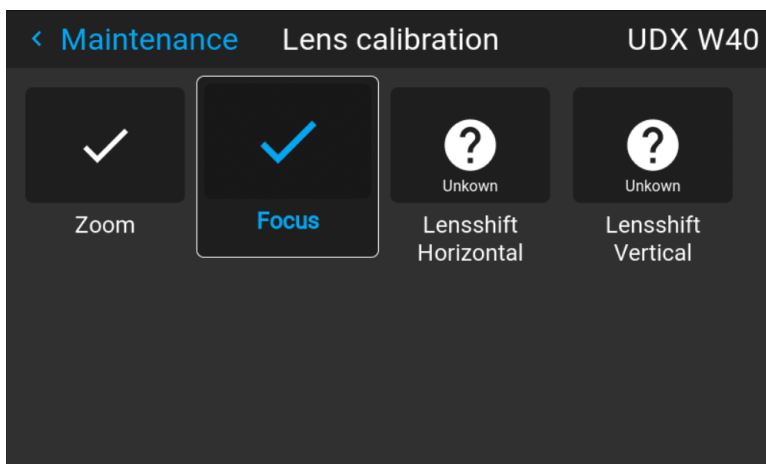 < Maintenance Lens calibration UDX W40
Unkown Unkown
Zoom Focus Lensshift Lensshift
Horizontal Vertical